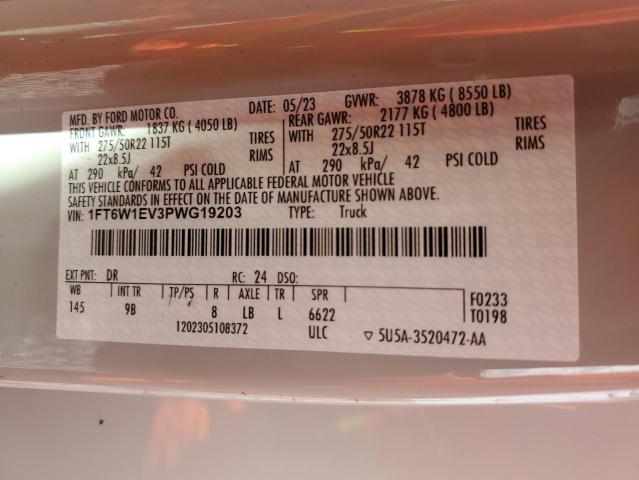 MFD. BY FORD MOTOR CO. DATE: 05/23 GVWR: 3878 KG ( 8550 LB)
FRONT GAWR: 1837 KG ( 4050 LB) REAR GAWR: 2177 KG ( 4800 LB)
WITH 275/50R22 115T TIRES WITH 275/50R22 115T TIRES
22x8.5J RIMS 22x8.5J RIMS
AT 290 kPa/ 42 PSI COLD AT 290 kPa/ 42 PSI COLD
THIS VEHICLE CONFORMS TO ALL APPLICABLE FEDERAL MOTOR VEHICLE
SAFETY STANDARDS IN EFFECT ON THE DATE OF MANUFACTURE SHOWN ABOVE.
VIN: 1FT6W1EV3PWG19203 TYPE: Truck
EXT PNT: DR RC: 24 DSO:
WB INT TR TP/PS R AXLE TR SPR F0233
145 9B / 8 LB L 6622 T0198
1202305108372 ULC ▽ 5U5A-3520472-AA